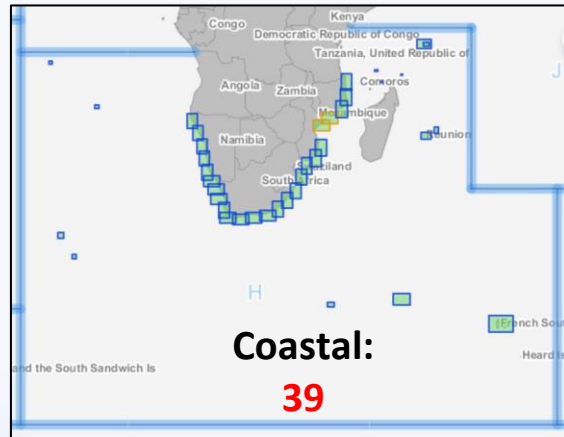 Kenya
Congo
Democratic Republic of Congo
Tanzania, United Republic of
J
Angola
Zambia
Comoros
Mozambique
Namibia
Reunion
Swaziland
South Africa
H
French Sout
Coastal:
Heard Is
and the South Sandwich Is
39